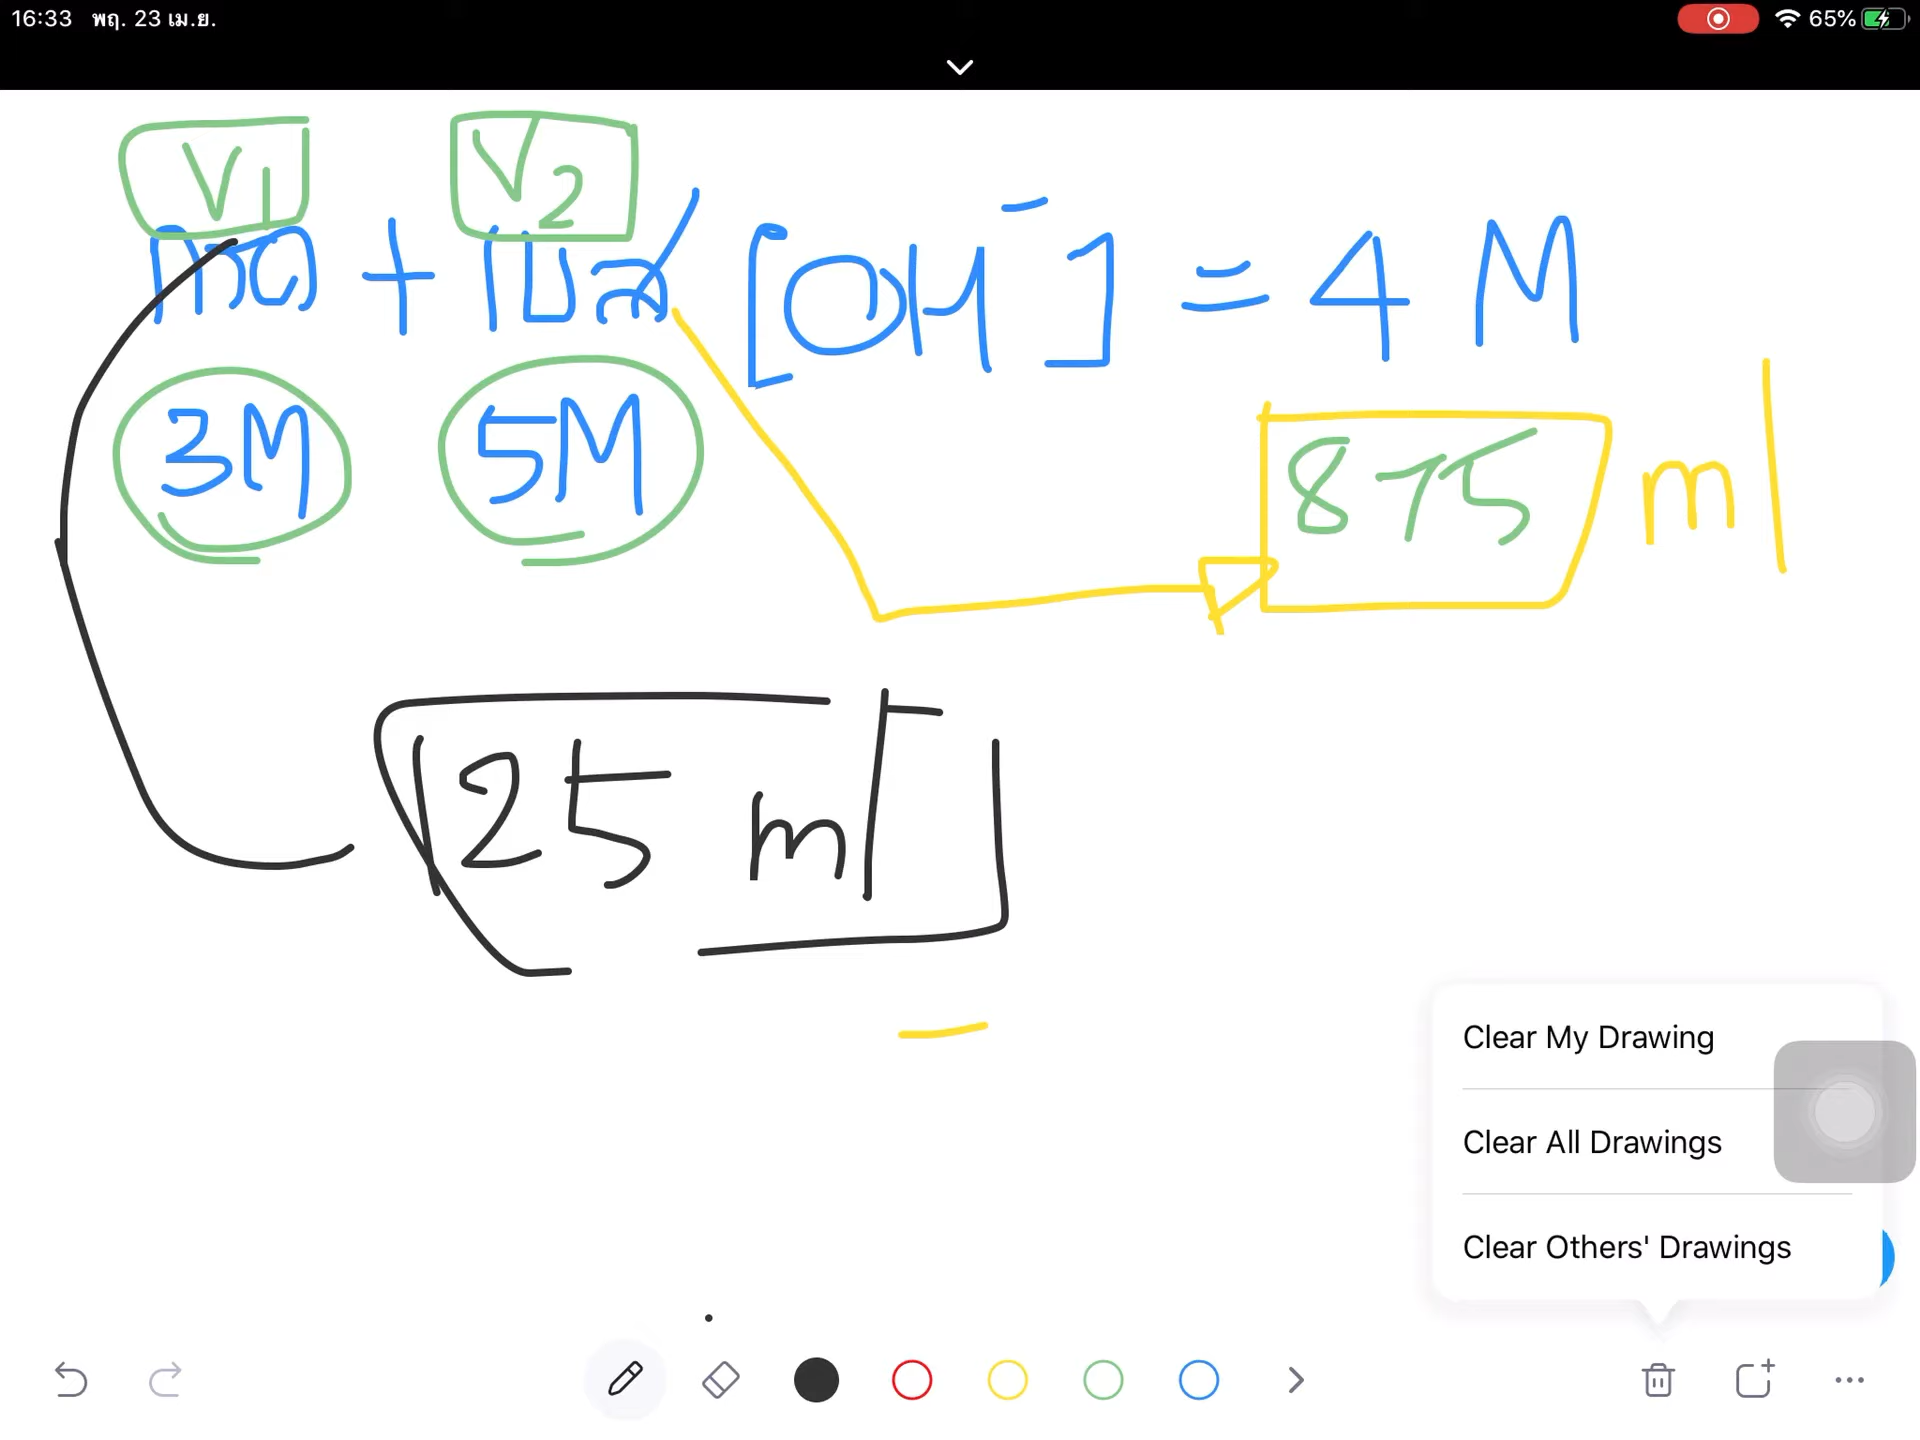 16:33 พฤ. 23 เม.ย. 65%
V1 V2
กรด + เบส [OH⁻] = 4 M
3M 5M
875 ml
125 ml
Clear My Drawing
Clear All Drawings
Clear Others' Drawings